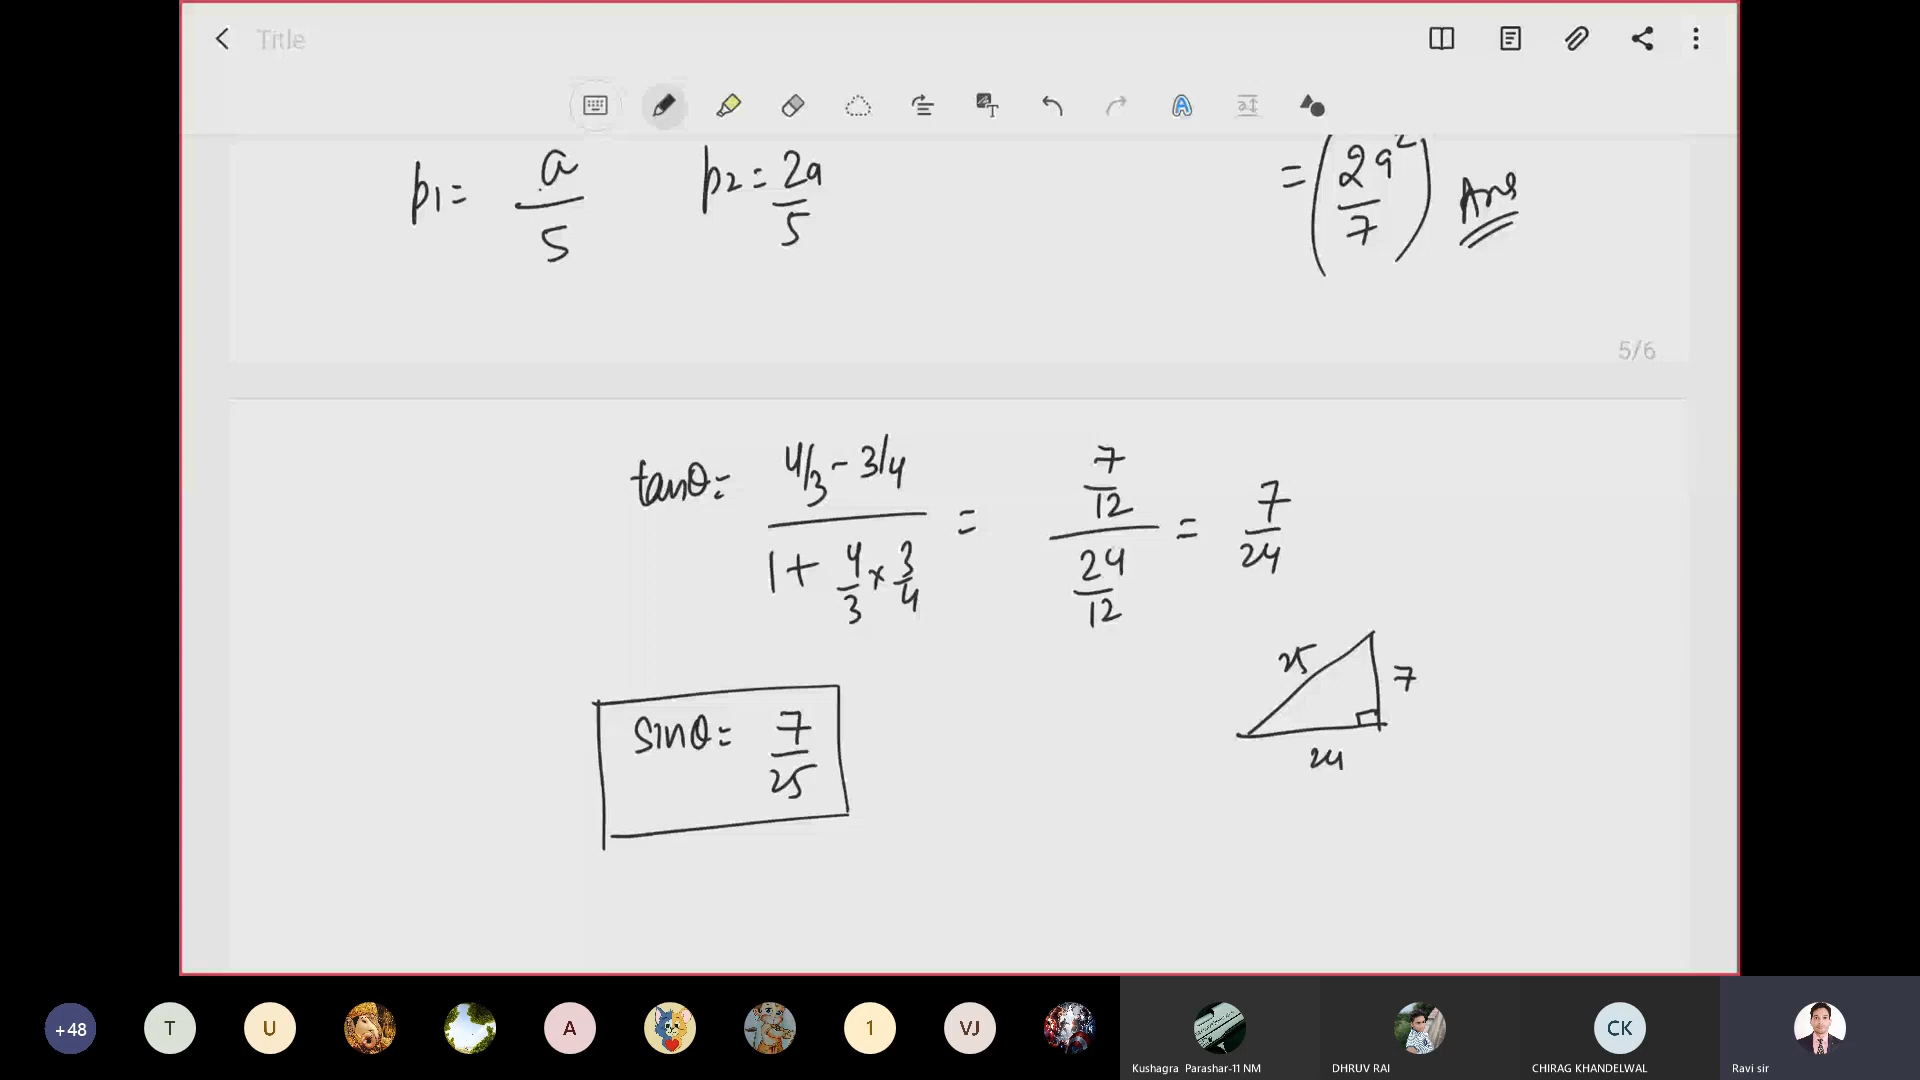 Title
p1 = a/5 p2 = 2a/5 = (2a²/7) Ans
5/6
tanθ = (4/3 - 3/4)/(1 + 4/3 × 3/4) = (7/12)/(24/12) = 7/24
25
7
24
sinθ = 7/25
+48 T U A 1 VJ CK
Kushagra Parashar-11 NM DHRUV RAI CHIRAG KHANDELWAL Ravi sir